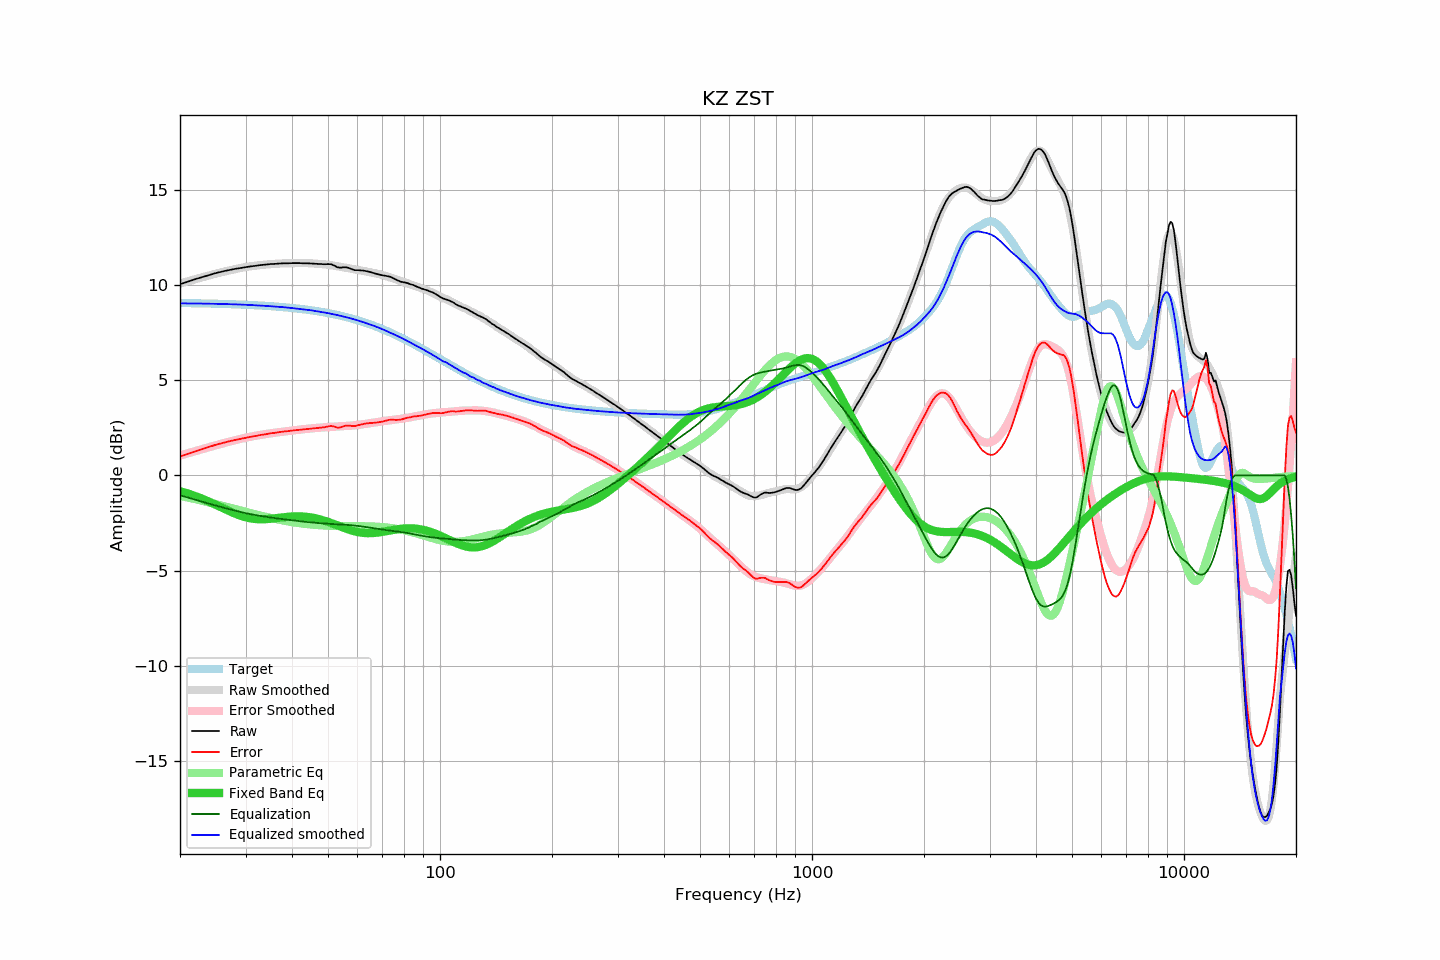 KZ ZST
Amplitude (dBr)
15
10
5
0
−5
−10
−15
Target
Raw Smoothed
Error Smoothed
Raw
Error
Parametric Eq
Fixed Band Eq
Equalization
Equalized smoothed
100
1000
10000
Frequency (Hz)